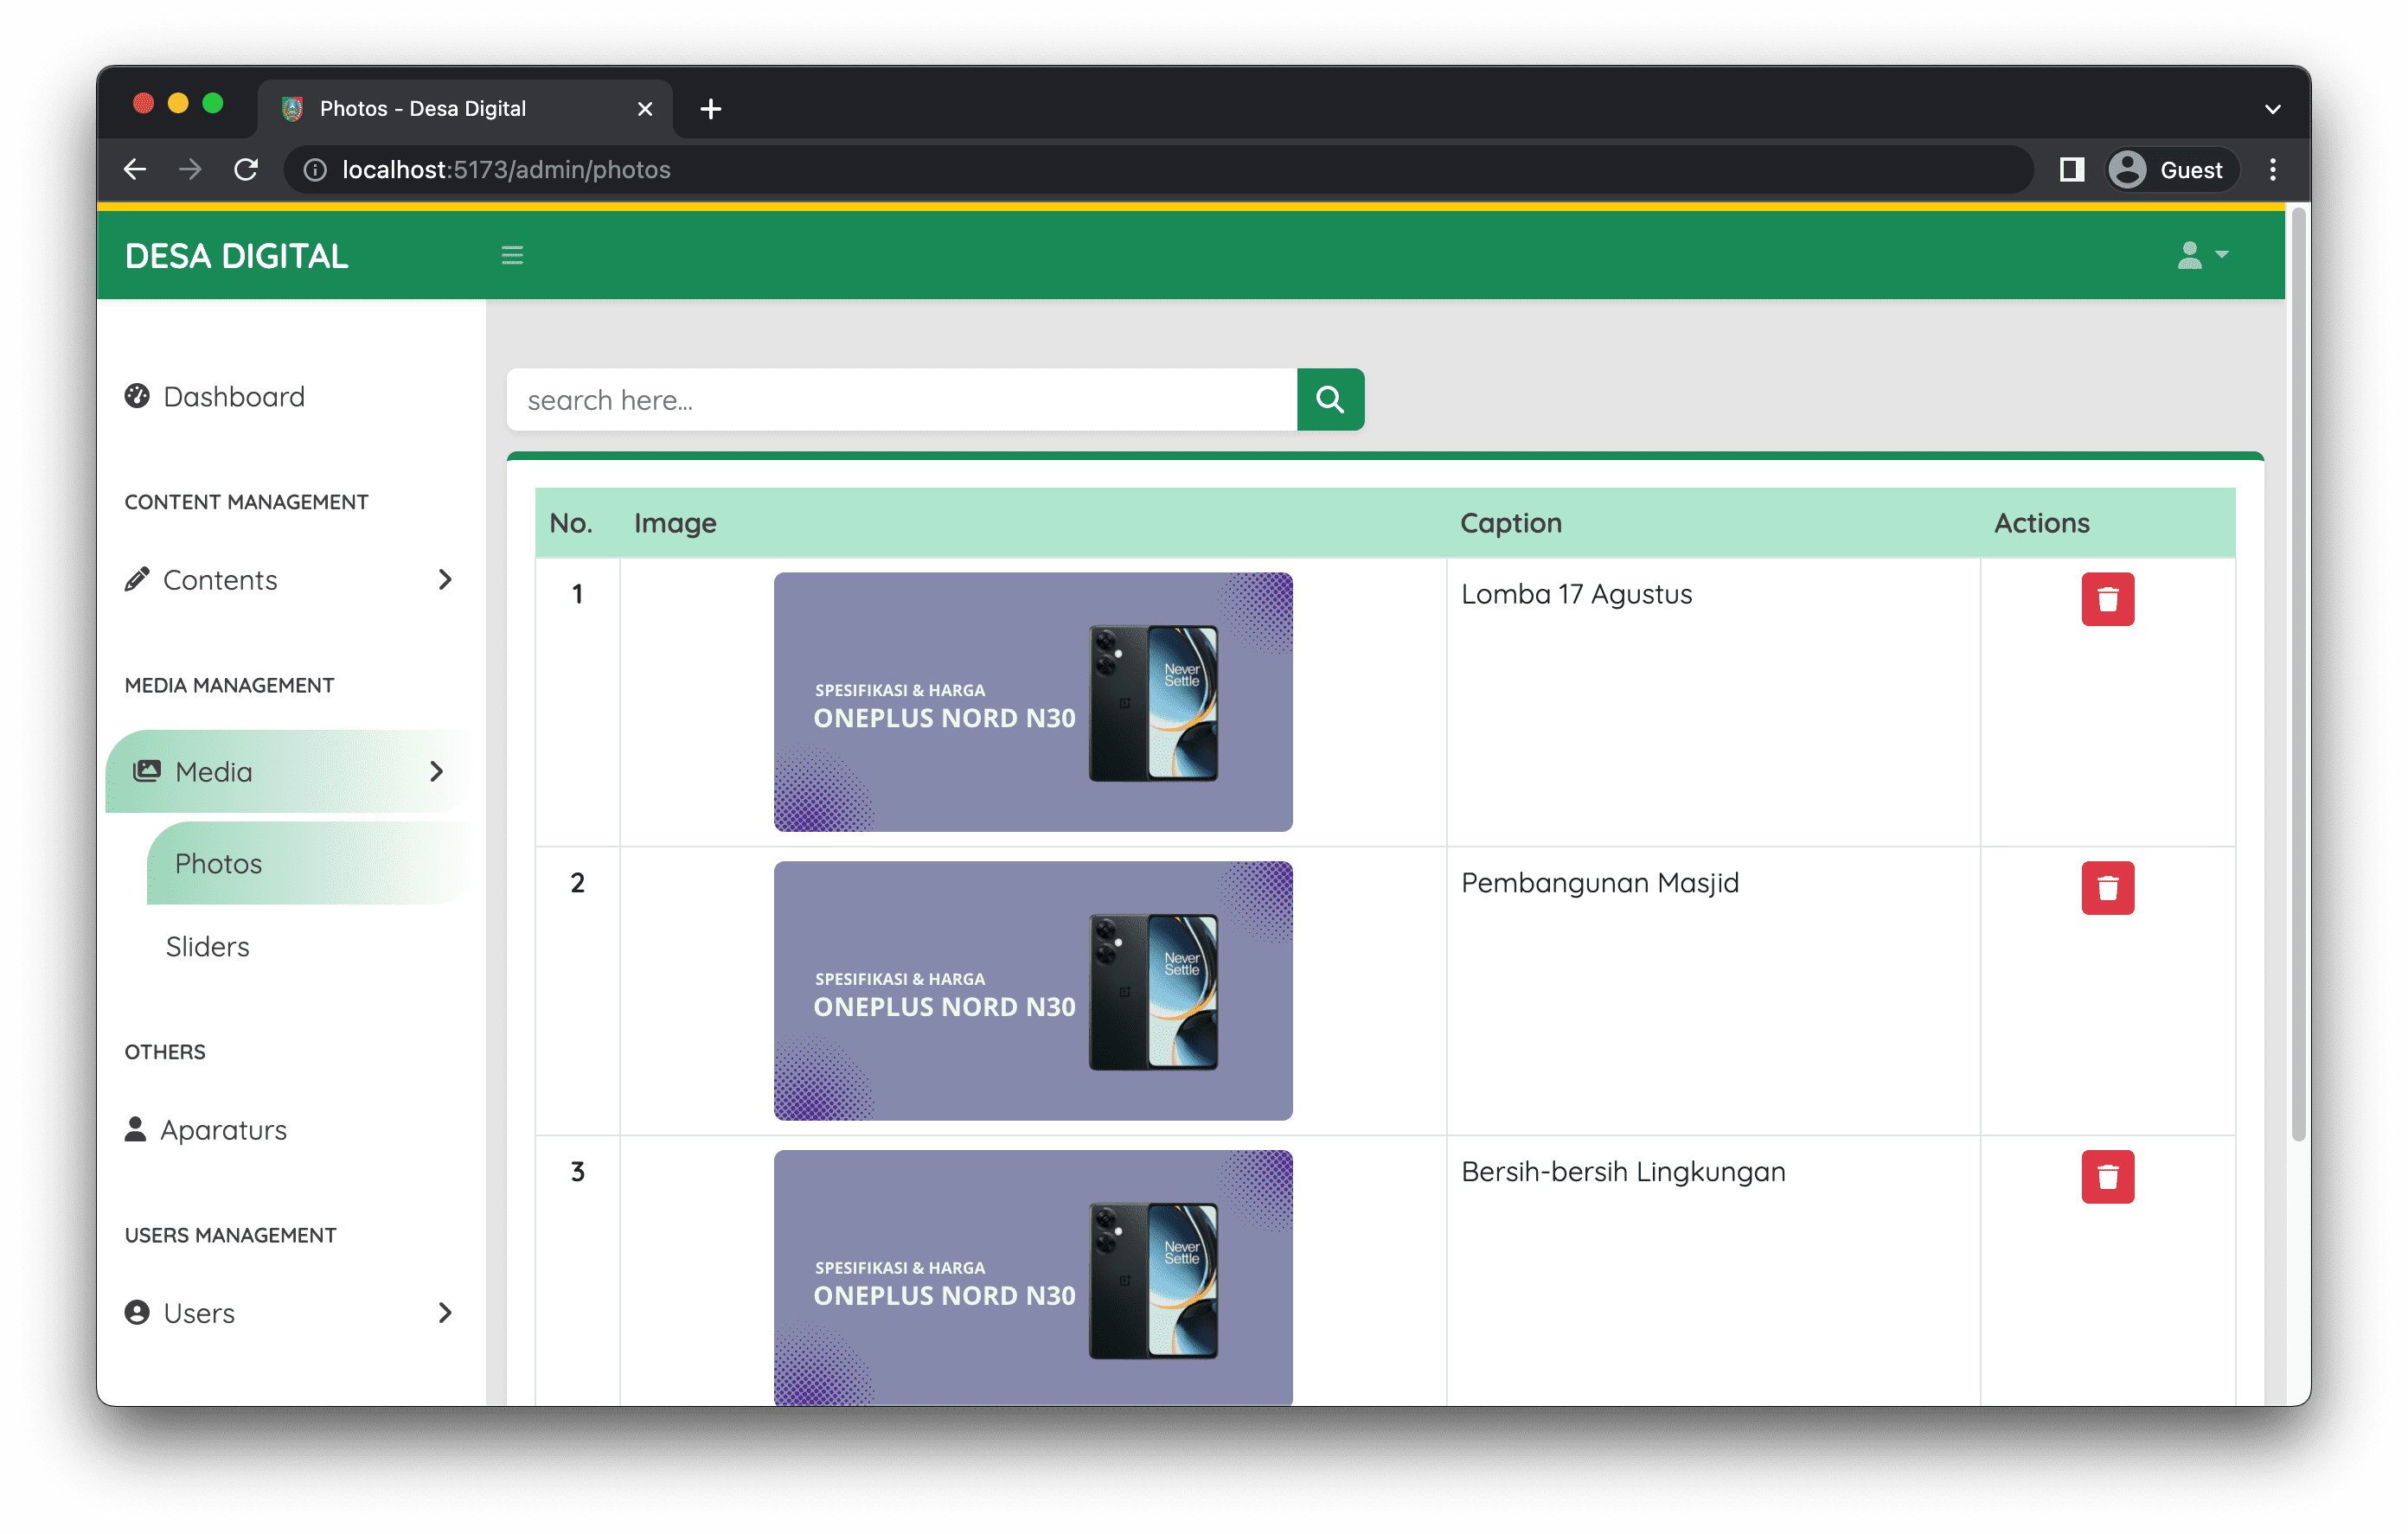 Photos - Desa Digital
localhost:5173/admin/photos
Guest
DESA DIGITAL
Dashboard
CONTENT MANAGEMENT
Contents
MEDIA MANAGEMENT
Media
Photos
Sliders
OTHERS
Aparaturs
USERS MANAGEMENT
Users
search here...
No. Image Caption Actions
1
SPESIFIKASI & HARGA
ONEPLUS NORD N30
Never
Settle
Lomba 17 Agustus
2
SPESIFIKASI & HARGA
ONEPLUS NORD N30
Never
Settle
Pembangunan Masjid
3
SPESIFIKASI & HARGA
ONEPLUS NORD N30
Never
Settle
Bersih-bersih Lingkungan